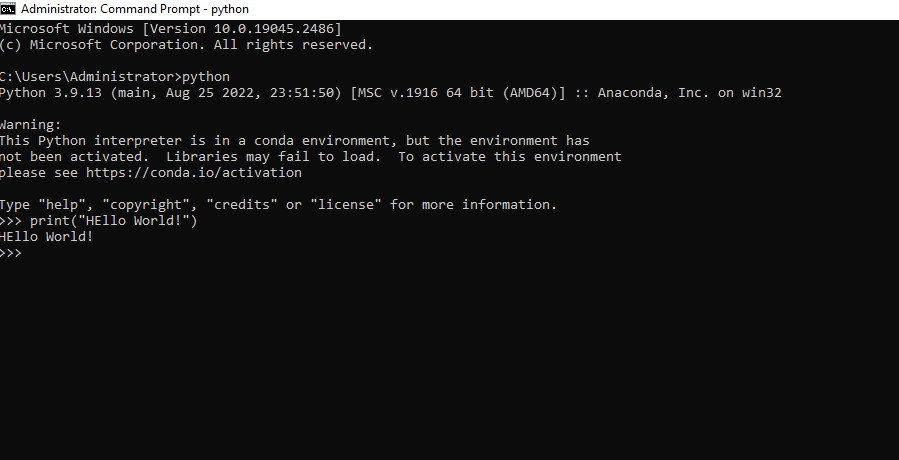 Administrator: Command Prompt - python
Microsoft Windows [Version 10.0.19045.2486]
(c) Microsoft Corporation. All rights reserved.
C:\Users\Administrator>python
Python 3.9.13 (main, Aug 25 2022, 23:51:50) [MSC v.1916 64 bit (AMD64)] :: Anaconda, Inc. on win32
Warning:
This Python interpreter is in a conda environment, but the environment has
not been activated.  Libraries may fail to load.  To activate this environment
please see https://conda.io/activation
Type "help", "copyright", "credits" or "license" for more information.
>>> print("HEllo World!")
HEllo World!
>>>